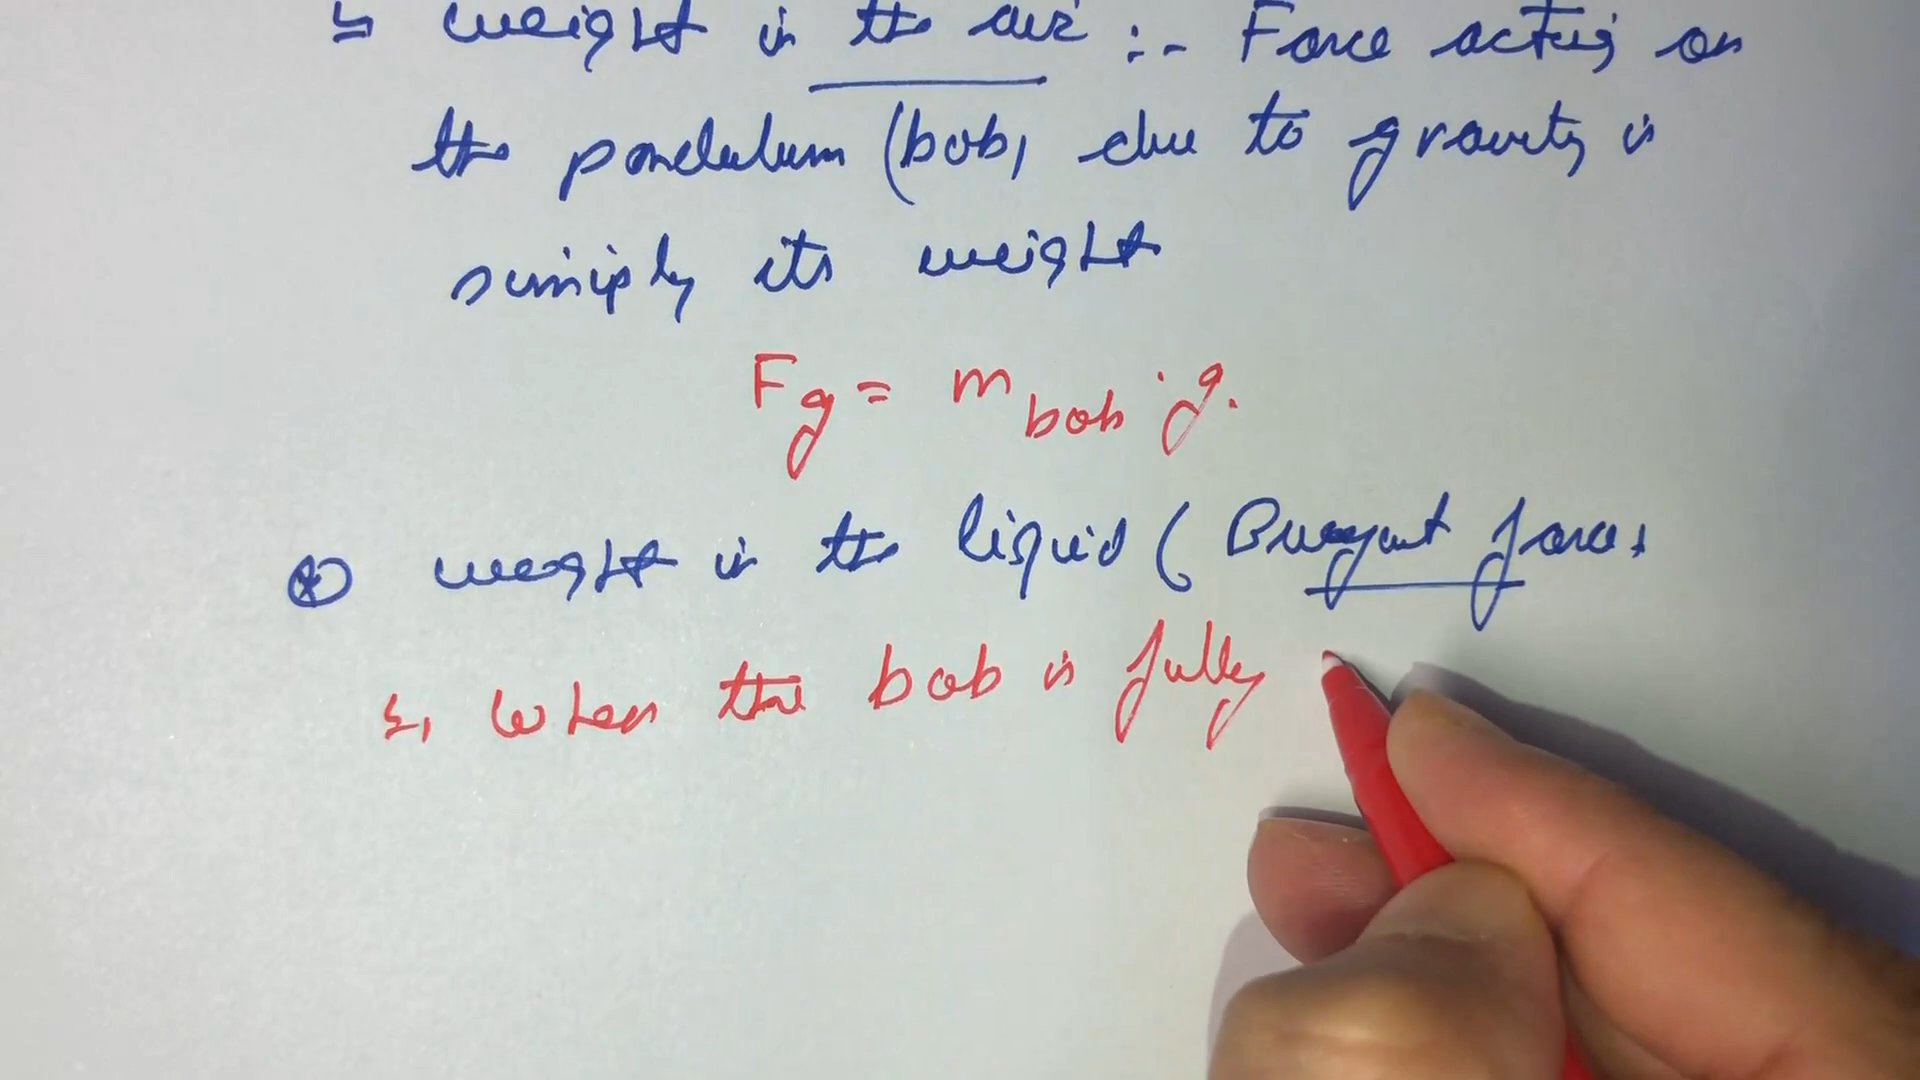 ↳ weight in the air :- Force acting on
the pendulum (bob) due to gravity is
simply its weight
Fg = m bob · g.
⊛ weight in the liquid (Buoyant force)
↳, When the bob is fully